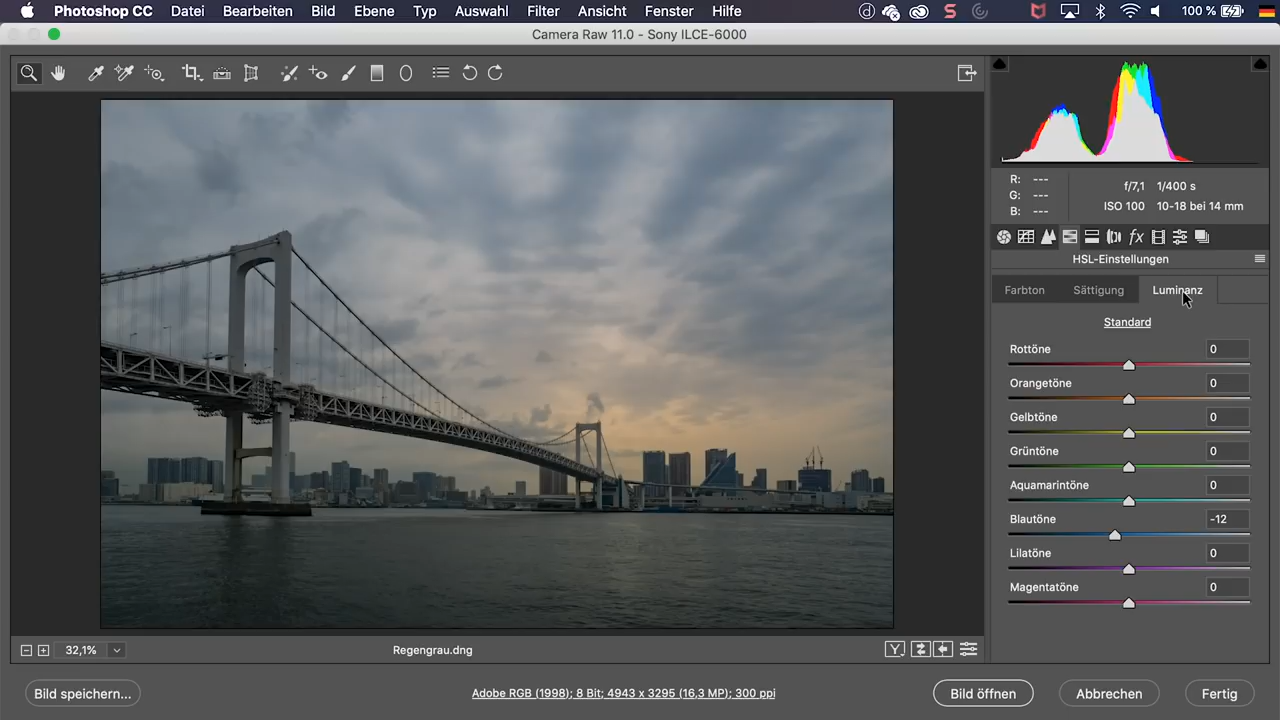 Photoshop CC Datei Bearbeiten Bild Ebene Typ Auswahl Filter Ansicht Fenster Hilfe 100 %
Camera Raw 11.0 - Sony ILCE-6000
R: ---
G: ---
B: ---
f/7,1 1/400 s
ISO 100 10-18 bei 14 mm
fx
HSL-Einstellungen
Farbton Sättigung Luminanz
Standard
Rottöne 0
Orangetöne 0
Gelbtöne 0
Grüntöne 0
Aquamarintöne 0
Blautöne -12
Lilatöne 0
Magentatöne 0
32,1% Regengrau.dng Y
Bild speichern... Adobe RGB (1998); 8 Bit; 4943 x 3295 (16.3 MP); 300 ppi Bild öffnen Abbrechen Fertig